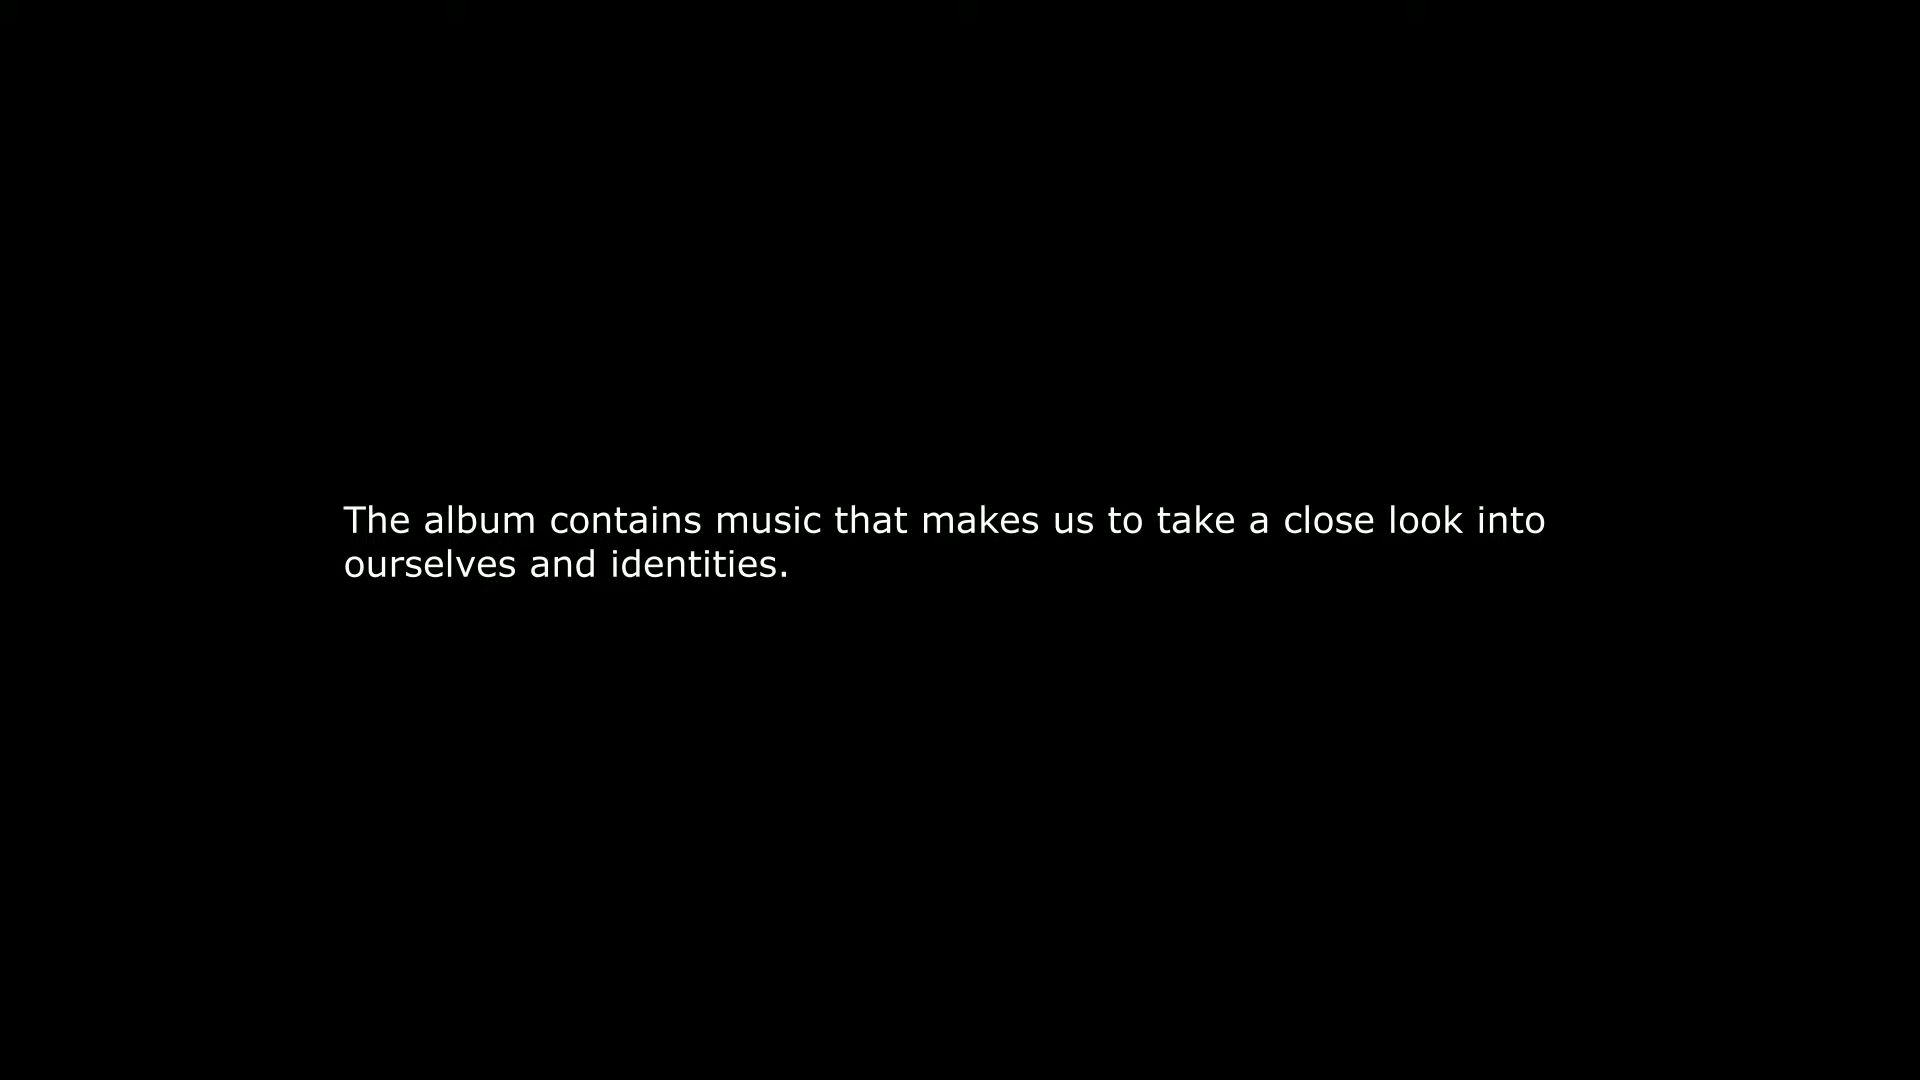 The album contains music that makes us to take a close look into
ourselves and identities.